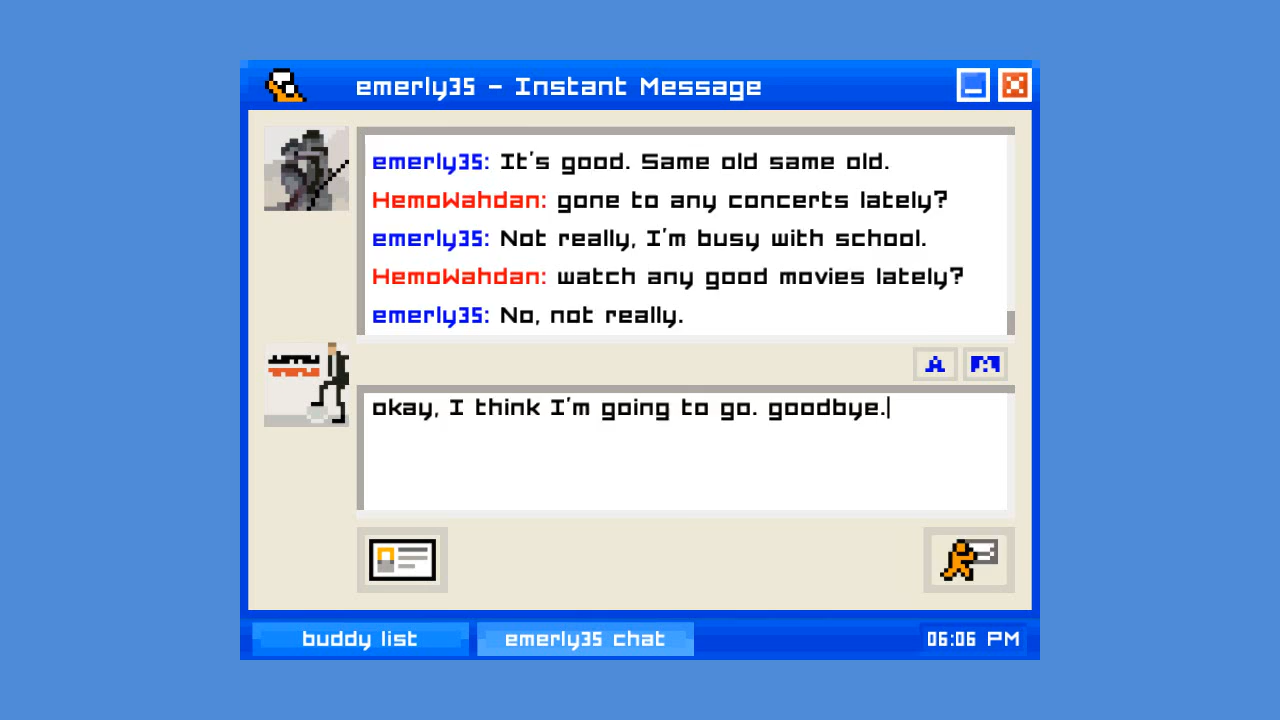 emerly35 - Instant Message
emerly35: It's good. Same old same old.
HemoWahdan: gone to any concerts lately?
emerly35: Not really, I'm busy with school.
HemoWahdan: watch any good movies lately?
emerly35: No, not really.
A
okay, I think I'm going to go. goodbye.
buddy list
emerly35 chat
06:06 PM